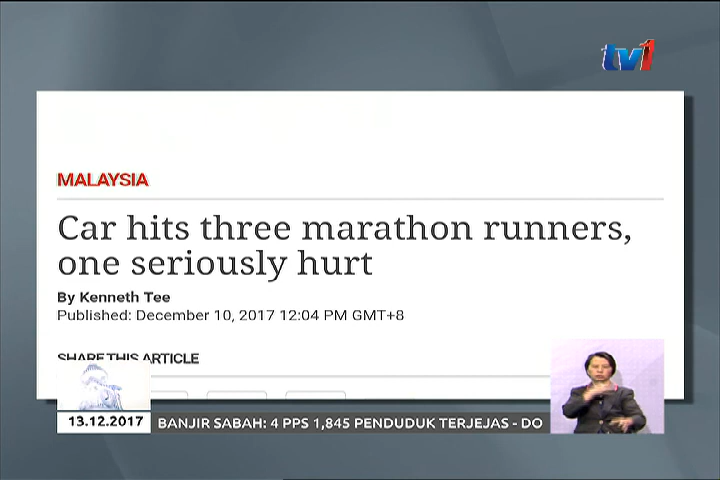 tv1
MALAYSIA
Car hits three marathon runners,
one seriously hurt
By Kenneth Tee
Published: December 10, 2017 12:04 PM GMT+8
SHARE THIS ARTICLE
13.12.2017
BANJIR SABAH: 4 PPS 1,845 PENDUDUK TERJEJAS - DO